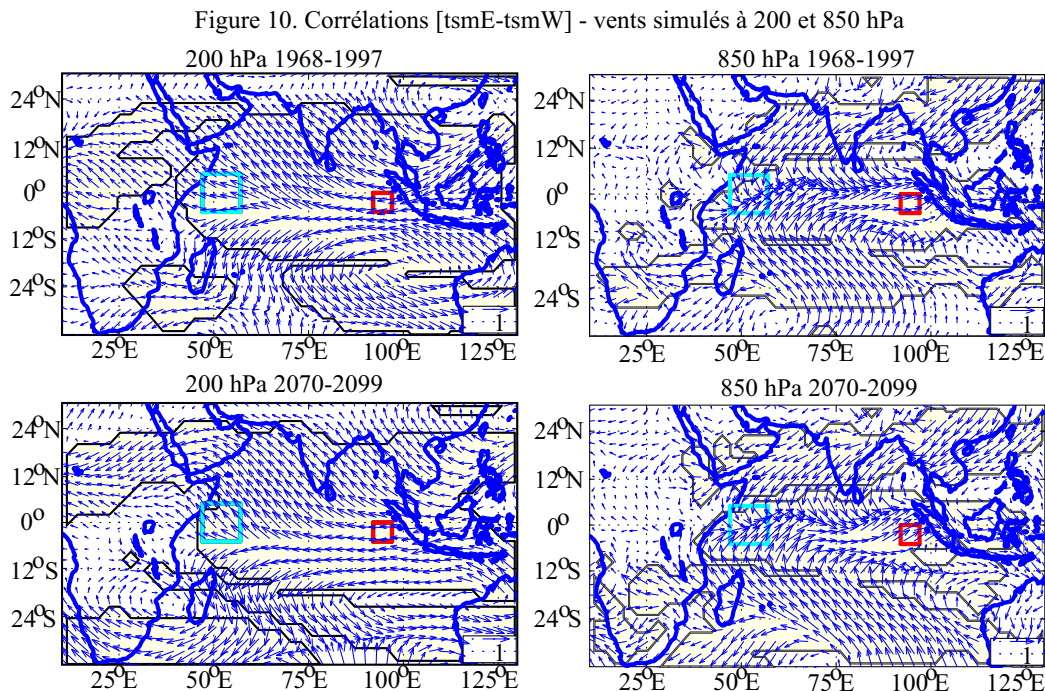 Figure 10. Corrélations [tsmE-tsmW] - vents simulés à 200 et 850 hPa
200 hPa 1968-1997
850 hPa 1968-1997
24°N
12°N
0°
12°S
24°S
1
25°E 50°E 75°E 100°E 125°E
24°N
12°N
0°
12°S
24°S
1
25°E 50°E 75°E 100°E 125°E
200 hPa 2070-2099
850 hPa 2070-2099
24°N
12°N
0°
12°S
24°S
1
25°E 50°E 75°E 100°E 125°E
24°N
12°N
0°
12°S
24°S
1
25°E 50°E 75°E 100°E 125°E